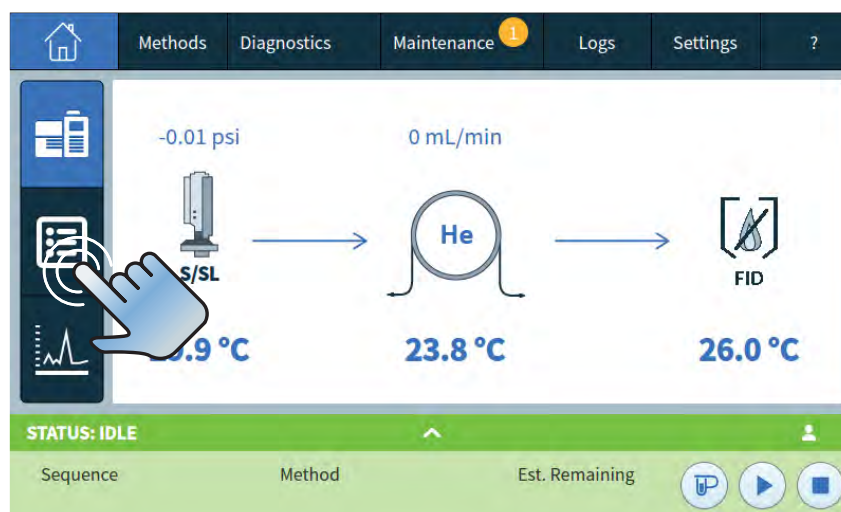 Methods Diagnostics Maintenance 1 Logs Settings ?
-0.01 psi 0 mL/min
He
S/SL
FID
23.8 °C 26.0 °C
STATUS: IDLE
Sequence Method Est. Remaining